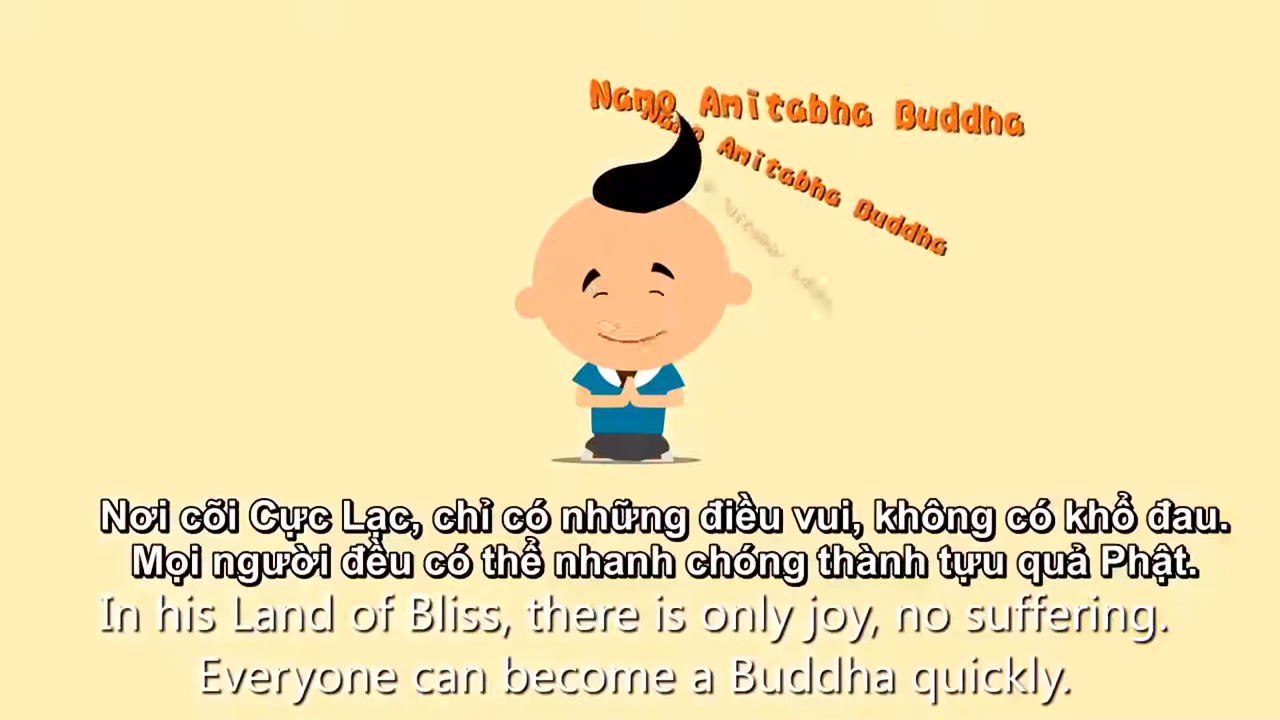 Namo Amitabha Buddha
Namo Amitabha Buddha
Nơi cõi Cực Lạc, chỉ có những điều vui, không có khổ đau.
Mọi người đều có thể nhanh chóng thành tựu quả Phật.
In his Land of Bliss, there is only joy, no suffering.
Everyone can become a Buddha quickly.